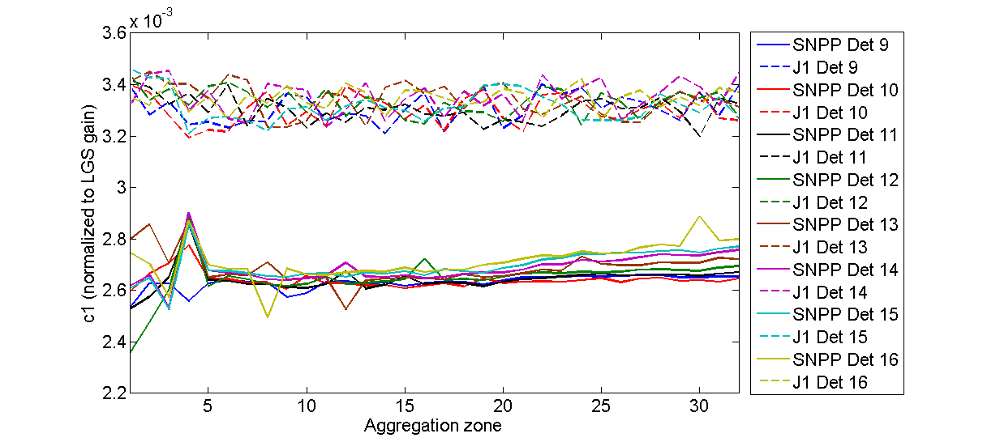 x 10^-3
c1 (normalized to LGS gain)
3.6
3.4
3.2
3
2.8
2.6
2.4
2.2
5 10 15 20 25 30
Aggregation zone
SNPP Det 9
J1 Det 9
SNPP Det 10
J1 Det 10
SNPP Det 11
J1 Det 11
SNPP Det 12
J1 Det 12
SNPP Det 13
J1 Det 13
SNPP Det 14
J1 Det 14
SNPP Det 15
J1 Det 15
SNPP Det 16
J1 Det 16